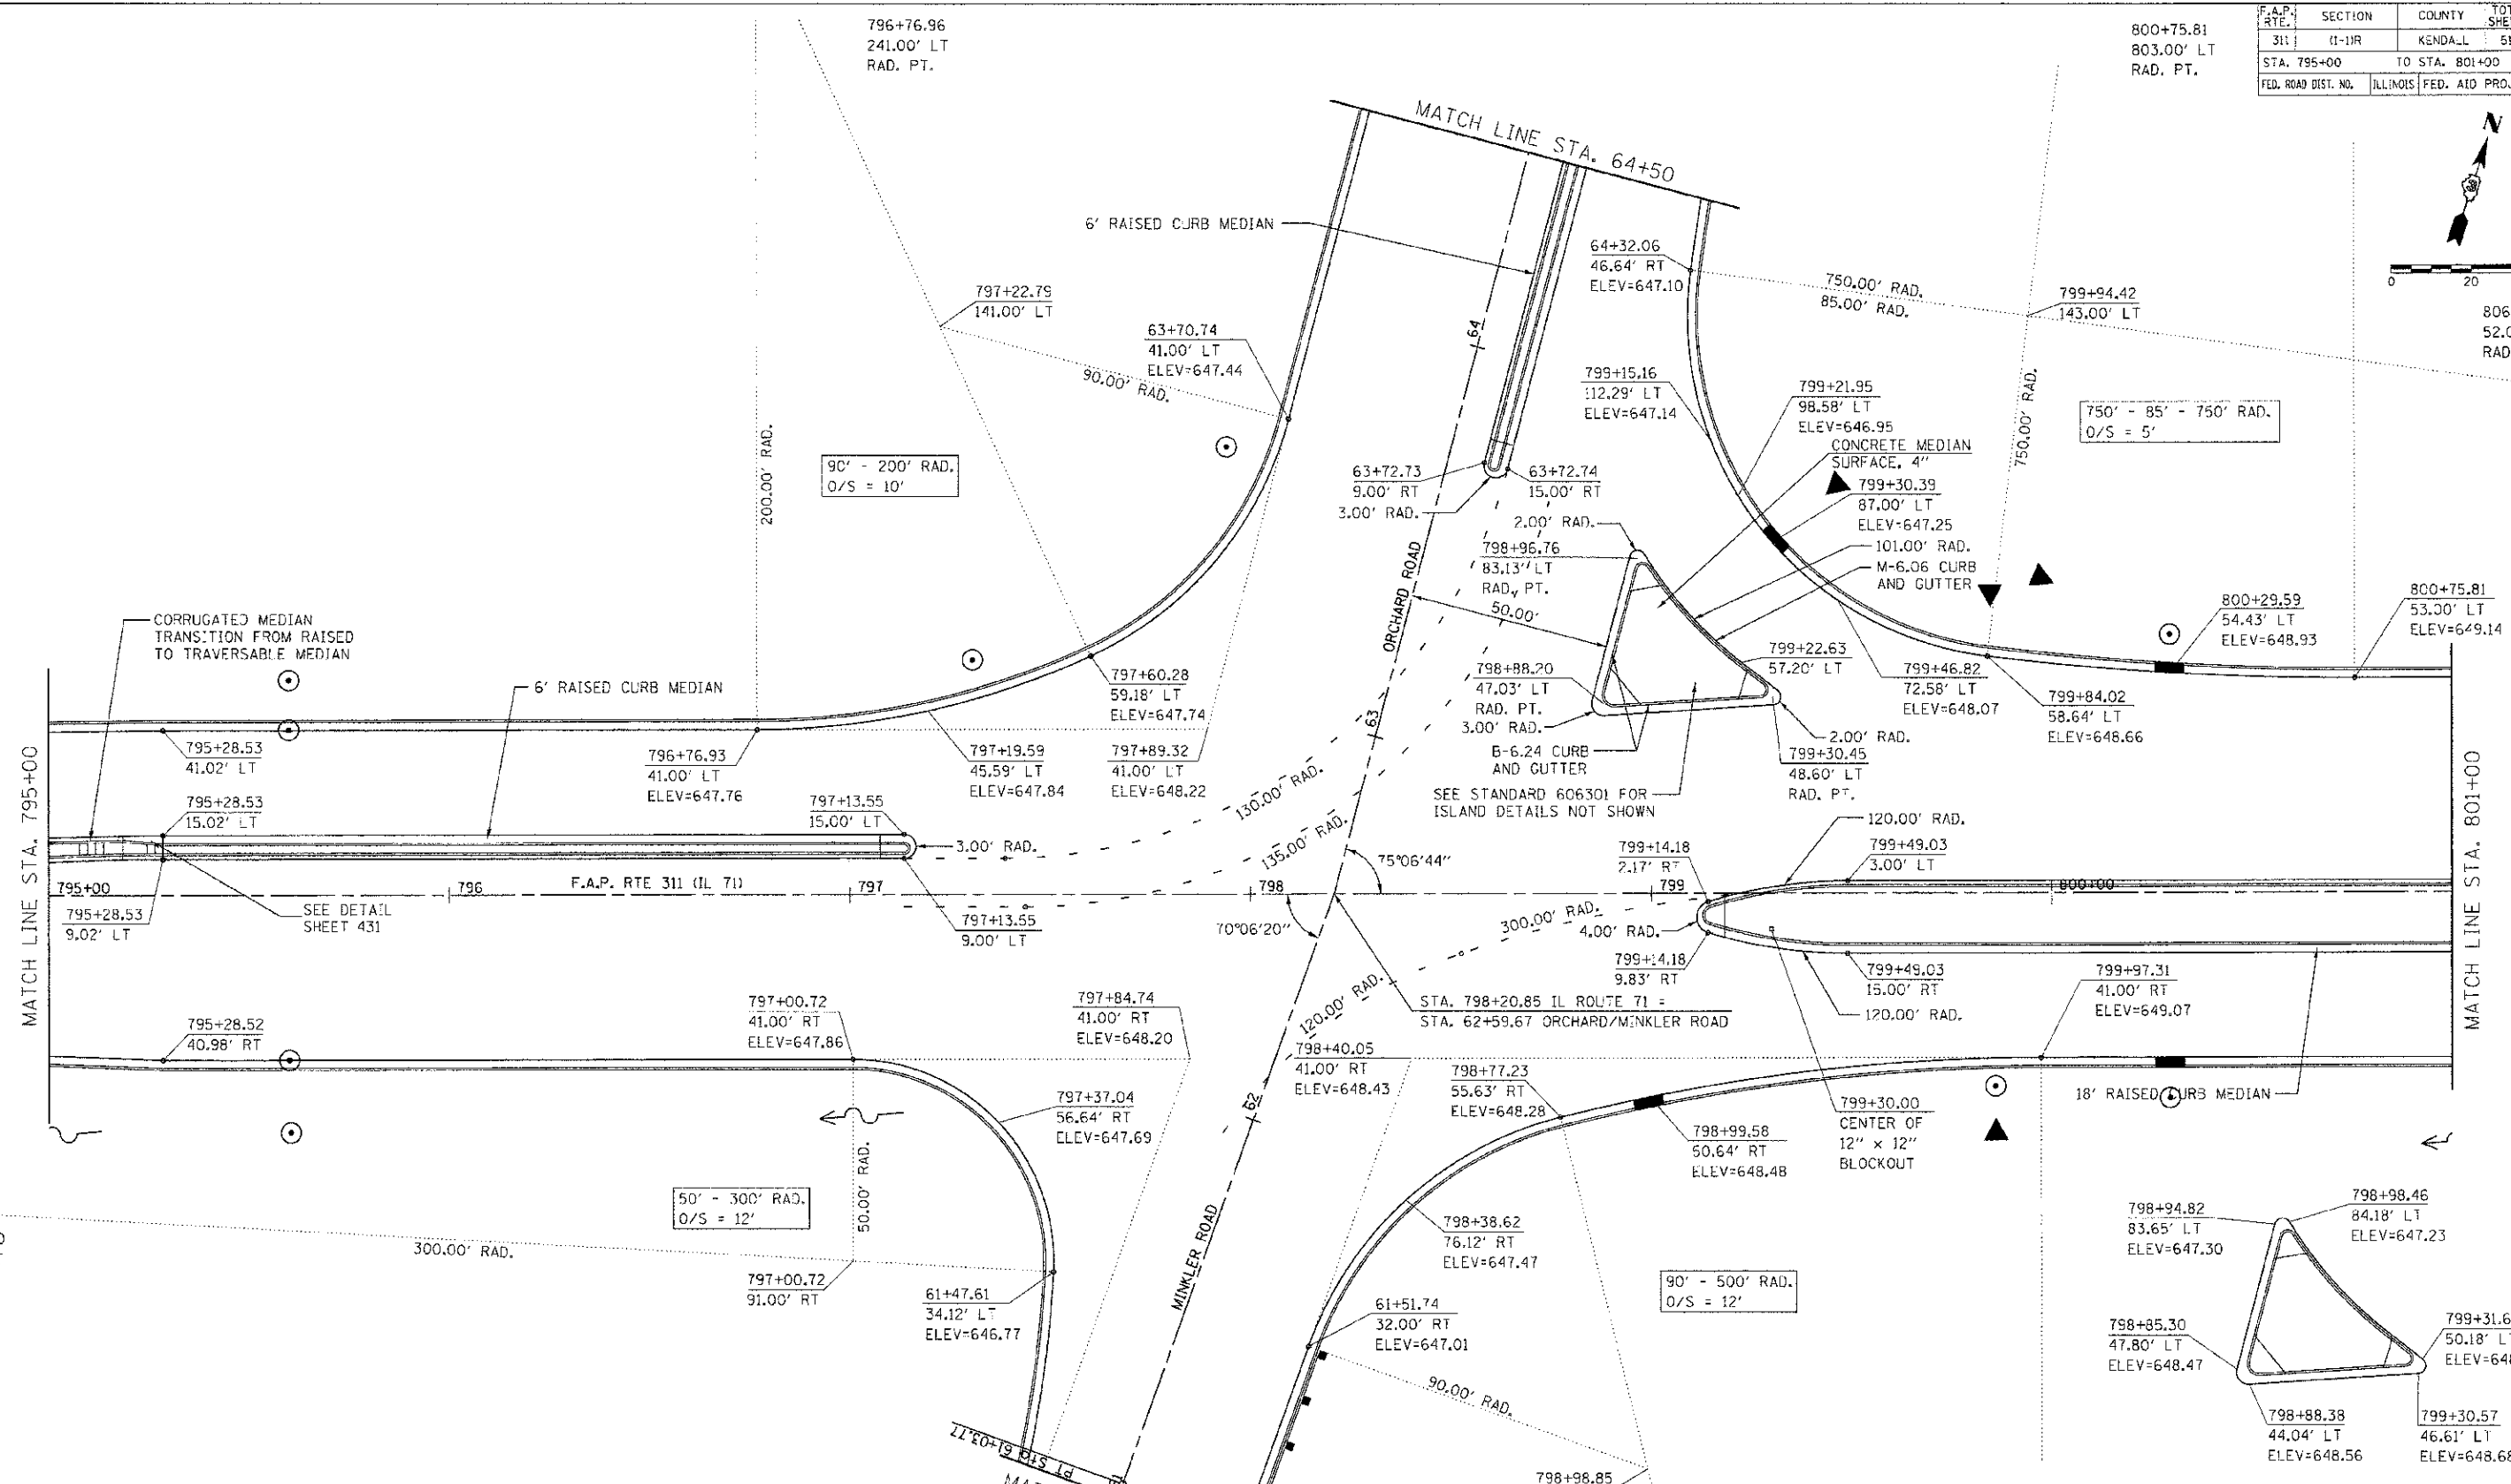 796+76.96
241.00' LT
RAD. PT.
800+75.81
803.00' LT
RAD. PT.
F.A.P. RTE. SECTION COUNTY
311 (1-1)R KENDALL
STA. 795+00 TO STA. 801+00
FED. ROAD DIST. NO. ILLINOIS FED. AID
MATCH LINE STA. 64+50
N
0 20
6' RAISED CURB MEDIAN
64+32.06
46.64' RT
ELEV=647.10
750.00' RAD.
85.00' RAD.
799+94.42
143.00' LT
797+22.79
141.00' LT
63+70.74
41.00' LT
ELEV=647.44
90.00' RAD.
64
799+15.16
112.29' LT
ELEV=647.14
799+21.95
98.58' LT
ELEV=646.95
CONCRETE MEDIAN
SURFACE, 4"
750' - 85' - 750' RAD.
O/S = 5'
750.00' RAD.
200.00' RAD.
90' - 200' RAD.
O/S = 10'
63+72.73
9.00' RT
3.00' RAD.
63+72.74
15.00' RT
799+30.39
87.00' LT
ELEV=647.25
2.00' RAD.
798+96.76
83.13' LT
RAD. PT.
50.00'
101.00' RAD.
M-6.06 CURB
AND GUTTER
ORCHARD ROAD
800+29.59
54.43' LT
ELEV=648.93
800+75.81
53.00' LT
ELEV=649.14
CORRUGATED MEDIAN
TRANSITION FROM RAISED
TO TRAVERSABLE MEDIAN
6' RAISED CURB MEDIAN
797+60.28
59.18' LT
ELEV=647.74
798+88.20
47.03' LT
RAD. PT.
3.00' RAD.
799+22.63
57.20' LT
799+46.82
72.58' LT
ELEV=648.07
799+84.02
58.64' LT
ELEV=648.66
2.00' RAD.
63
795+28.53
41.02' LT
796+76.93
41.00' LT
ELEV=647.76
797+19.59
45.59' LT
ELEV=647.84
797+89.32
41.00' LT
ELEV=648.22
B-6.24 CURB
AND GUTTER
799+30.45
48.60' LT
RAD. PT.
SEE STANDARD 606301 FOR
ISLAND DETAILS NOT SHOWN
MATCH LINE STA. 795+00
MATCH LINE STA. 801+00
795+28.53
15.02' LT
797+13.55
15.00' LT
3.00' RAD.
130.00' RAD.
135.00' RAD.
75°06'44"
120.00' RAD.
799+14.18
2.17' RT
799+49.03
3.00' LT
795+00
796
F.A.P. RTE 311 (IL 71)
797
798
799
800+00
795+28.53
9.02' LT
SEE DETAIL
SHEET 431
797+13.55
9.00' LT
70°06'20"
300.00' RAD.
4.00' RAD.
799+14.18
9.83' RT
799+49.03
15.00' RT
120.00' RAD.
799+97.31
41.00' RT
ELEV=649.07
STA. 798+20.85 IL ROUTE 71 =
STA. 62+59.67 ORCHARD/MINKLER ROAD
120.00' RAD.
795+28.52
40.98' RT
797+00.72
41.00' RT
ELEV=647.86
797+84.74
41.00' RT
ELEV=648.20
798+40.05
41.00' RT
ELEV=648.43
798+77.23
55.63' RT
ELEV=648.28
18' RAISED CURB MEDIAN
62
797+37.04
56.64' RT
ELEV=647.69
798+99.58
50.64' RT
ELEV=648.48
799+30.00
CENTER OF
12" x 12"
BLOCKOUT
50.00' RAD.
50' - 300' RAD.
O/S = 12'
MINKLER ROAD
798+38.62
76.12' RT
ELEV=647.47
90' - 500' RAD.
O/S = 12'
300.00' RAD.
797+00.72
91.00' RT
61+47.61
34.12' LT
ELEV=646.77
61+51.74
32.00' RT
ELEV=647.01
90.00' RAD.
798+94.82
83.65' LT
ELEV=647.30
798+98.46
84.18' LT
ELEV=647.23
798+85.30
47.80' LT
ELEV=648.47
50.18'
798+88.38
44.04' LT
ELEV=648.56
799+30.57
46.61' LT
ELEV=648.68
PT STA 61+03.77
798+98.85